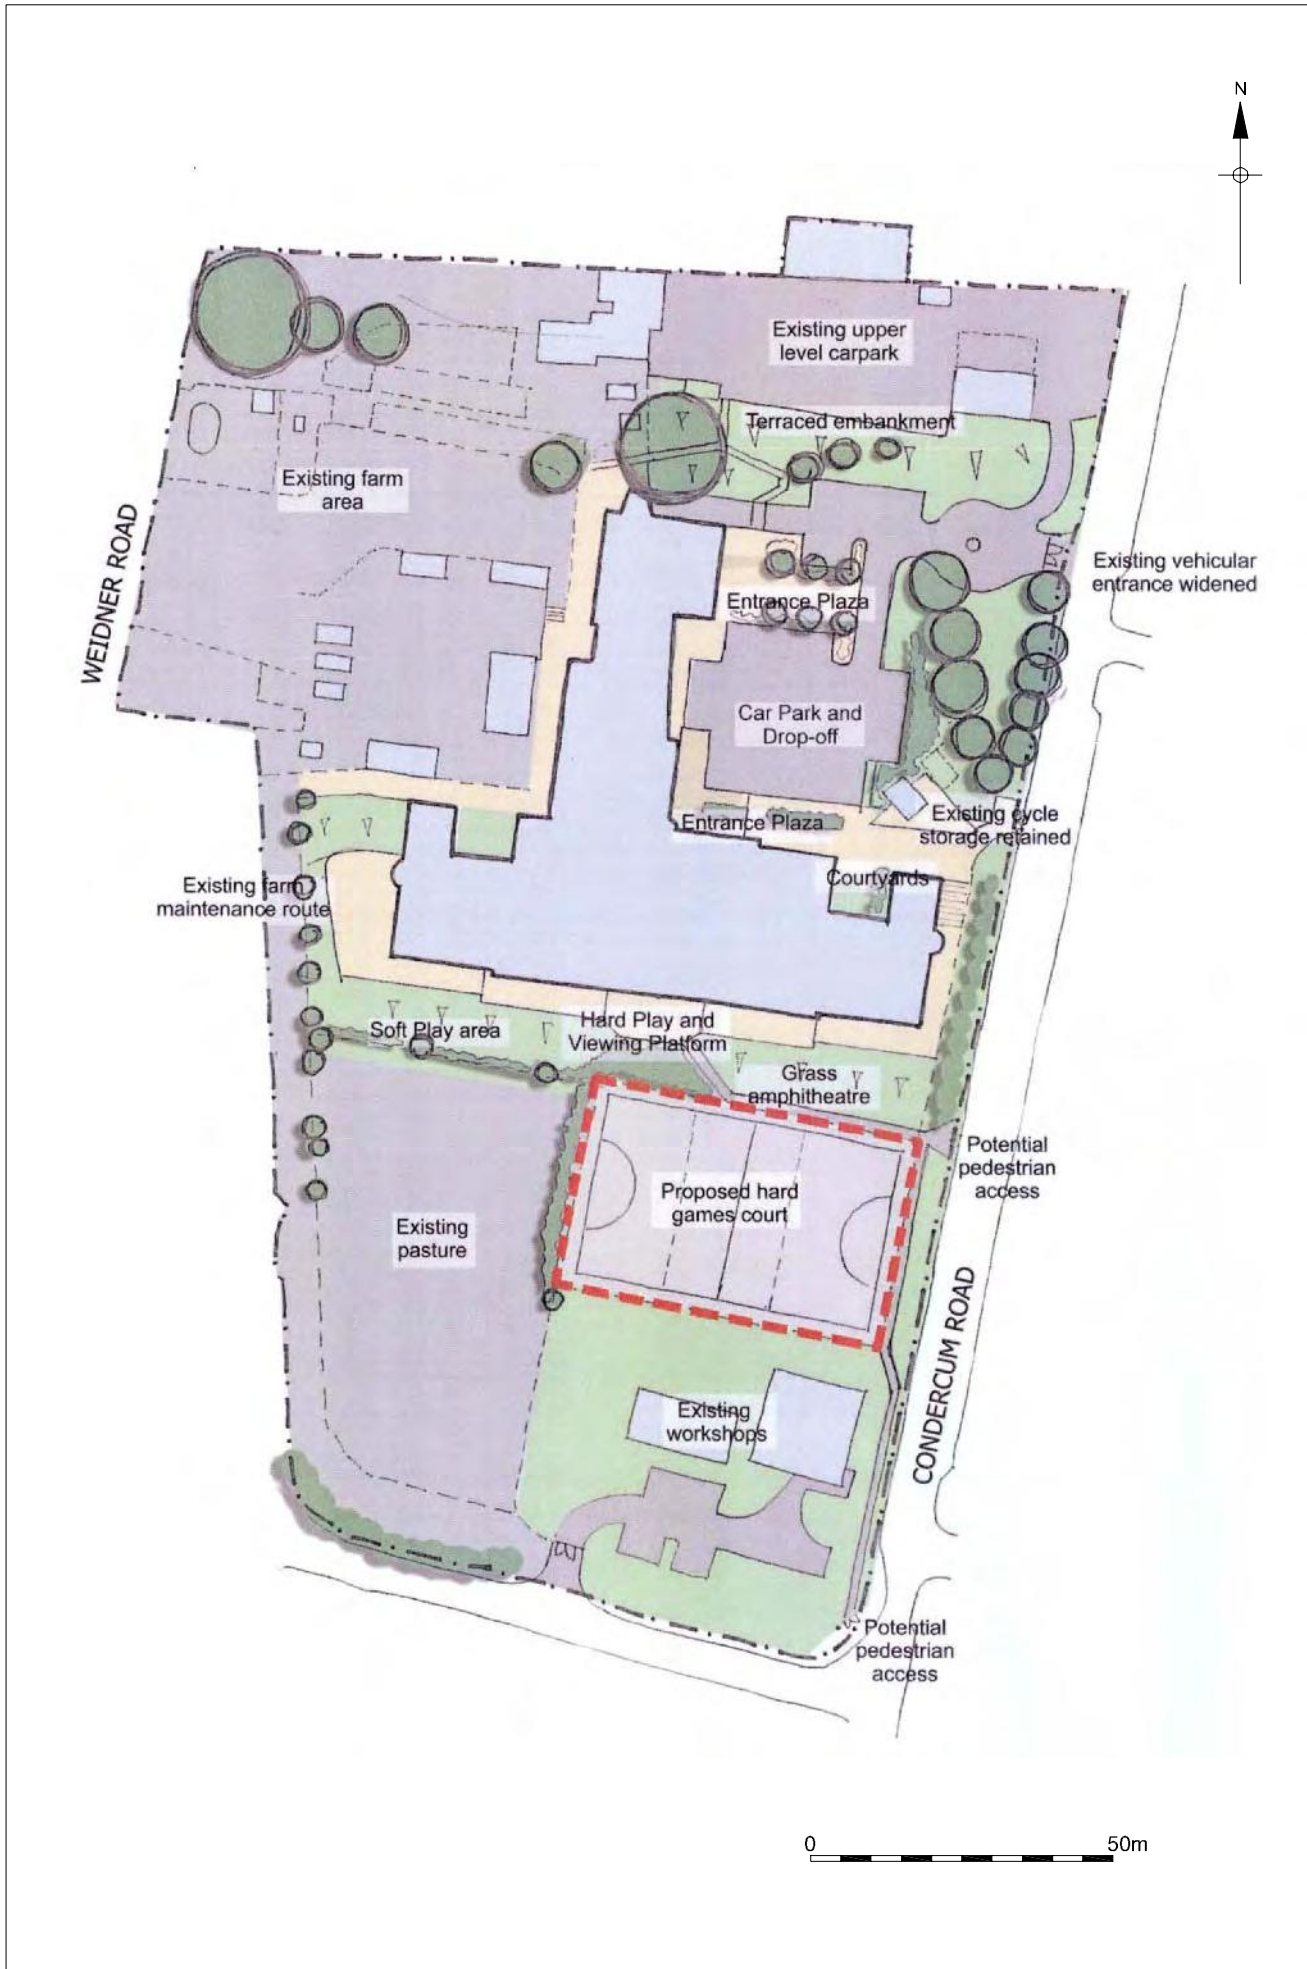 N
Existing upper
level carpark
Terraced embankment
Existing farm
area
WEIDNER ROAD
Existing vehicular
entrance widened
Entrance Plaza
Car Park and
Drop-off
Entrance Plaza
Existing cycle
storage retained
Courtyards
Existing farm
maintenance route
Soft Play area
Hard Play and
Viewing Platform
Grass
amphitheatre
Potential
pedestrian
access
Proposed hard
games court
Existing
pasture
CONDERCUM ROAD
Existing
workshops
Potential
pedestrian
access
0 50m